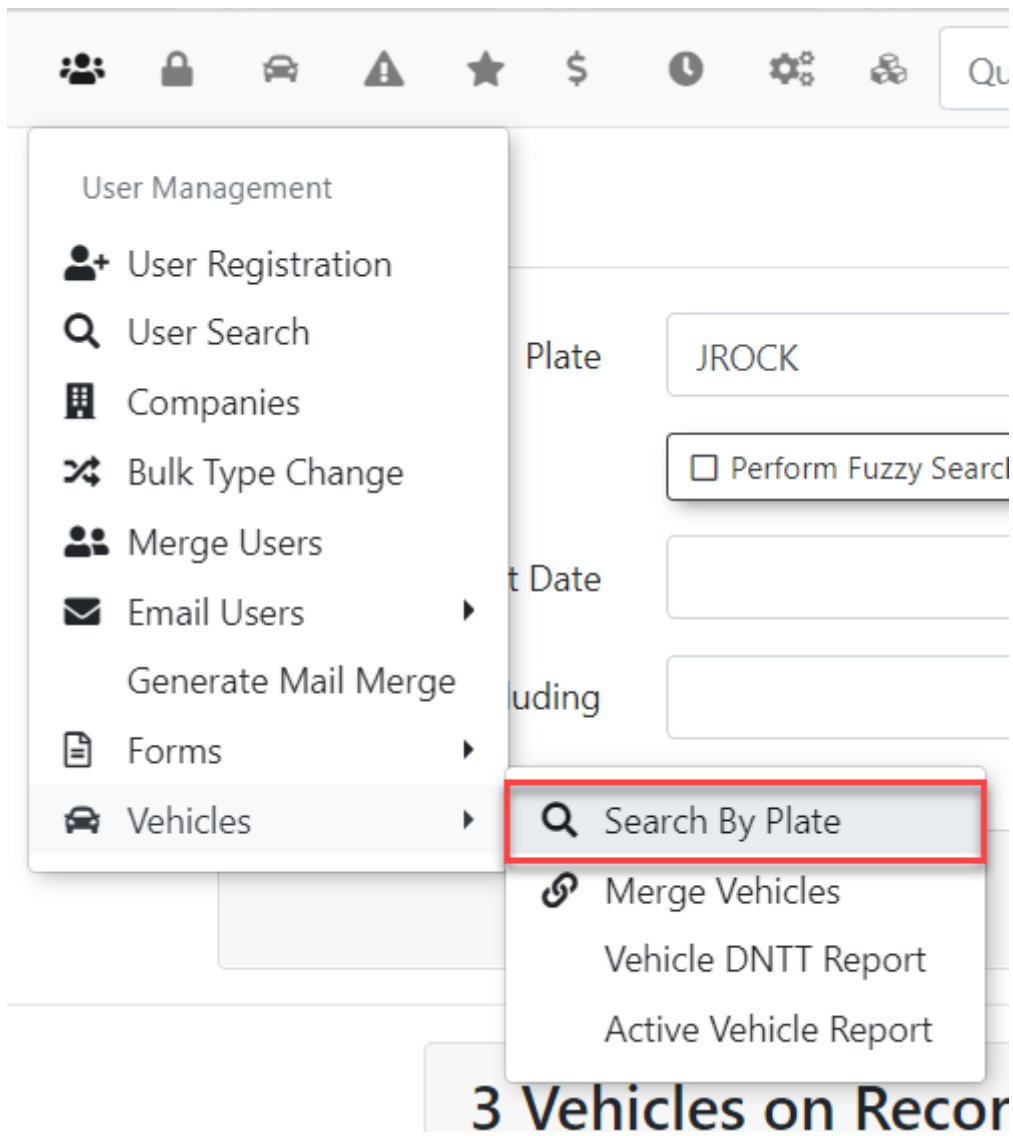 Qu
User Management
User Registration
User Search
Companies
Bulk Type Change
Merge Users
Email Users
Generate Mail Merge
Forms
Vehicles
Plate
JROCK
Perform Fuzzy Search
t Date
luding
Search By Plate
Merge Vehicles
Vehicle DNTT Report
Active Vehicle Report
3 Vehicles on Recor